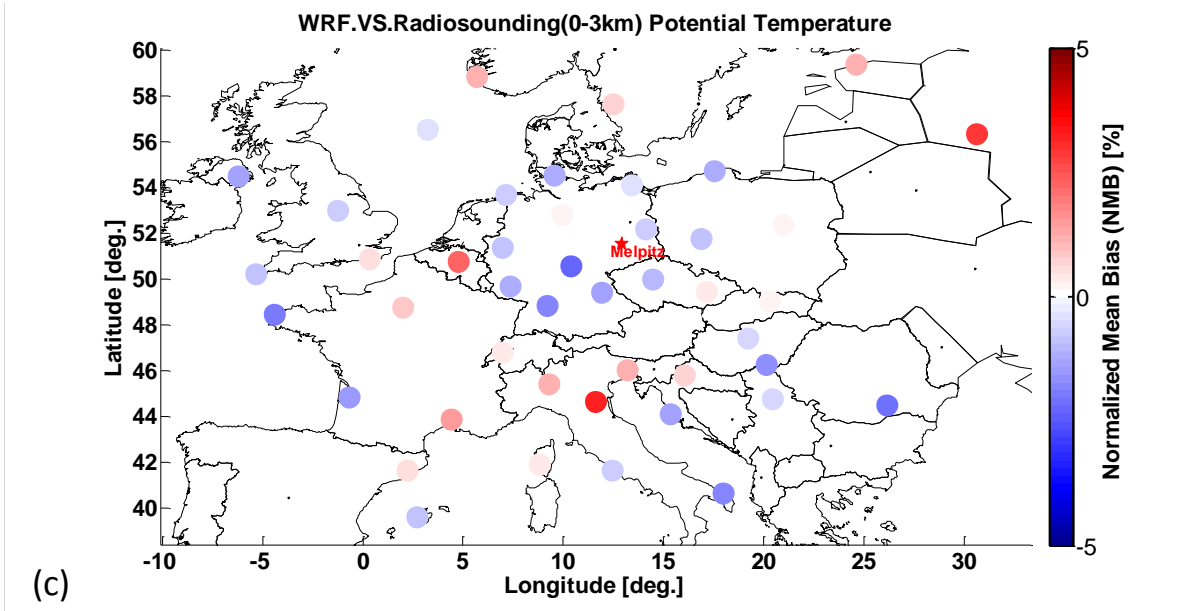 WRF.VS.Radiosounding(0-3km) Potential Temperature
60
58
56
54
52
50
48
46
44
42
40
Latitude [deg.]
-10 -5 0 5 10 15 20 25 30
Longitude [deg.]
Melpitz
5
0
-5
Normalized Mean Bias (NMB) [%]
(c)